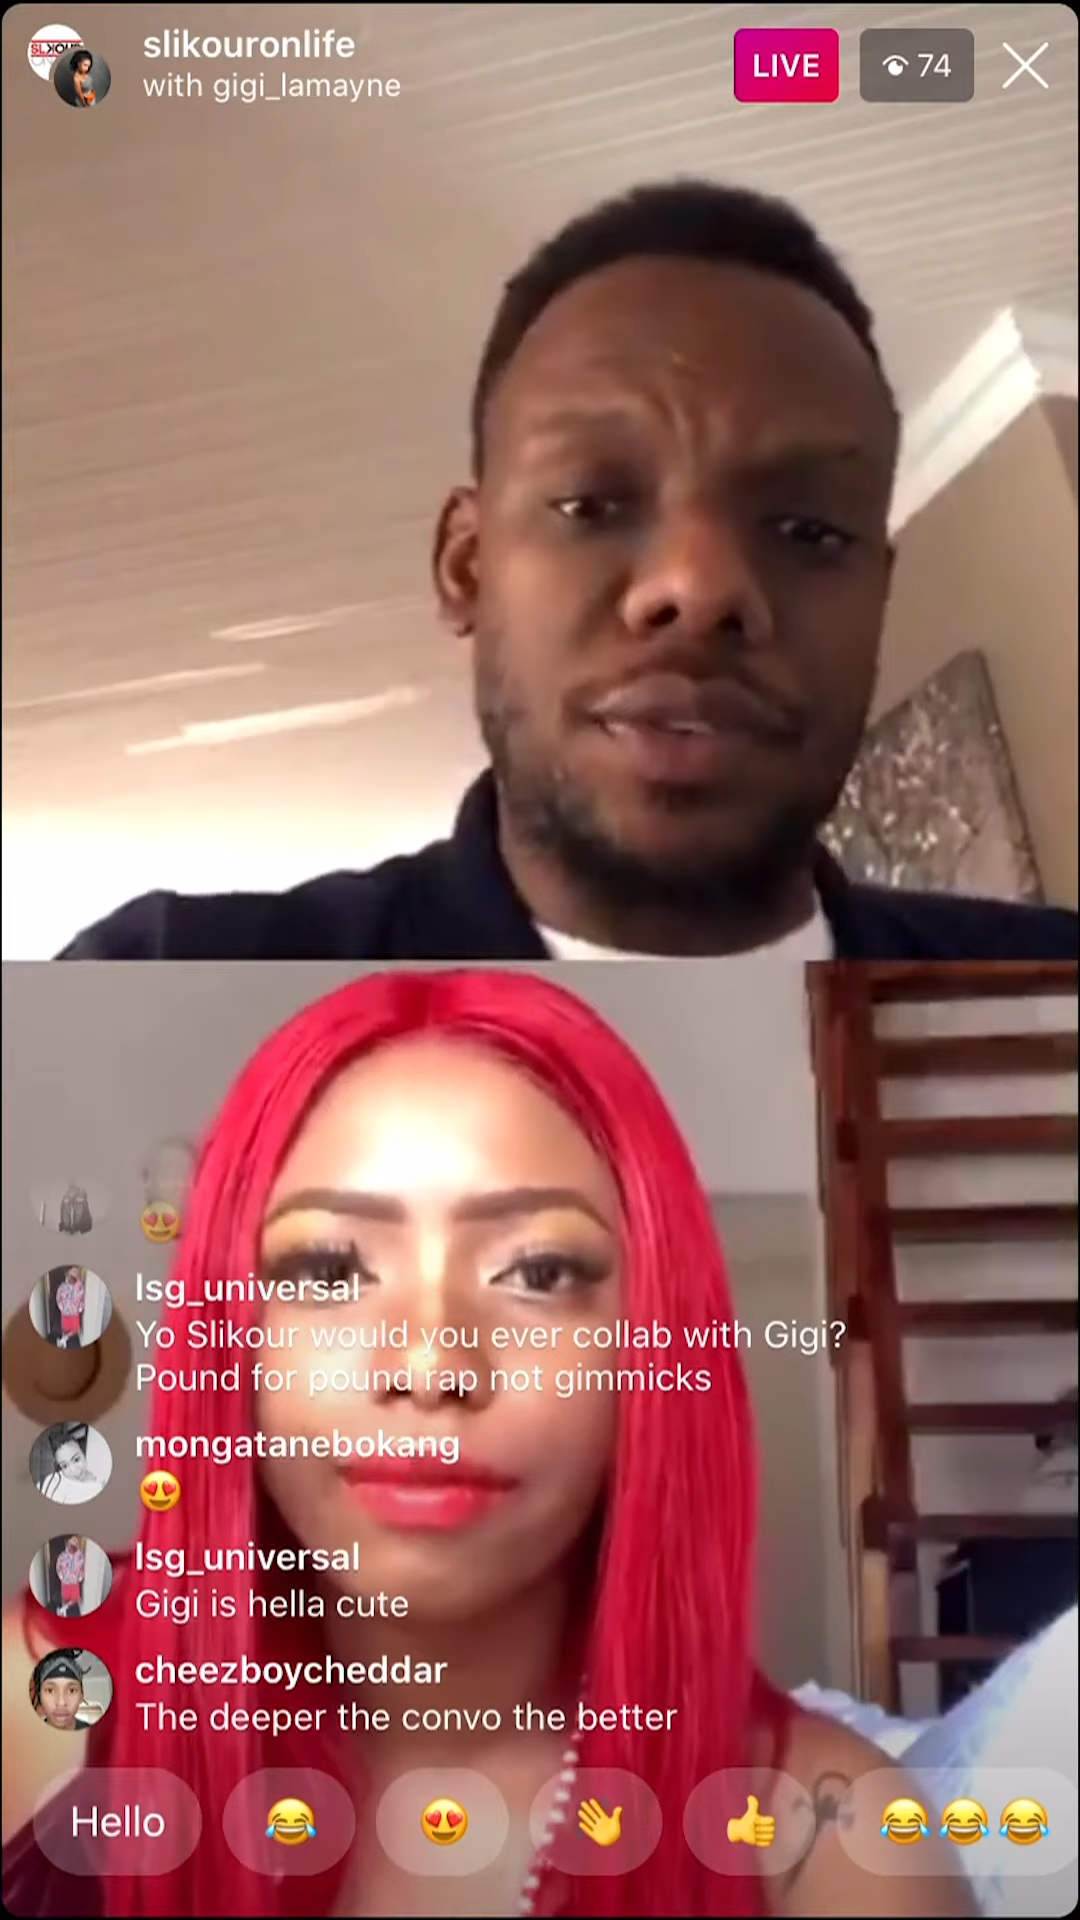 slikouronlife
with gigi_lamayne
LIVE
74
😍
lsg_universal
Yo Slikour would you ever collab with Gigi?
Pound for pound rap not gimmicks
mongatanebokang
😍
lsg_universal
Gigi is hella cute
cheezboycheddar
The deeper the convo the better
Hello 😂 😍 👋 👍 😂😂😂